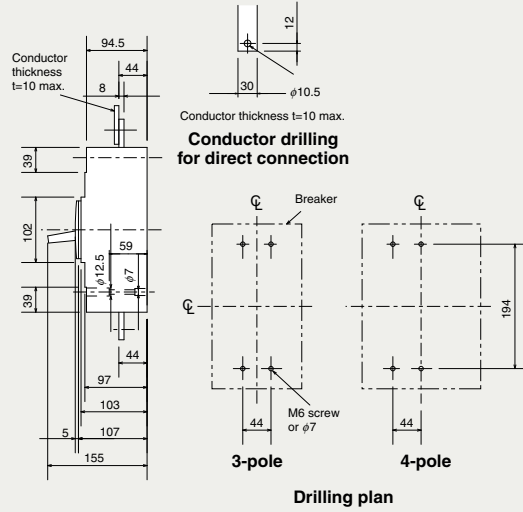 94.5
Conductor
thickness
t=10 max.
44
8
12
30
ϕ10.5
Conductor thickness t=10 max.
Conductor drilling
for direct connection
39
102
39
59
ϕ12.5
ϕ7
44
97
103
5
107
155
℄
Breaker
℄
℄
194
M6 screw
or ϕ7
44
44
3-pole
4-pole
Drilling plan